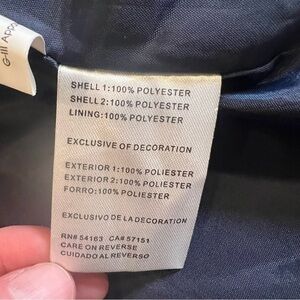 G-III APPA
SHELL 1:100% POLYESTER
SHELL 2:100% POLYESTER
LINING:100% POLYESTER
EXCLUSIVE OF DECORATION
EXTERIOR 1:100% POLIESTER
EXTERIOR 2:100% POLIESTER
FORRO:100% POLIESTER
EXCLUSIVO DE LA DECORATION
RN# 54163 CA# 57151
CARE ON REVERSE
CUIDADO AL REVERSO